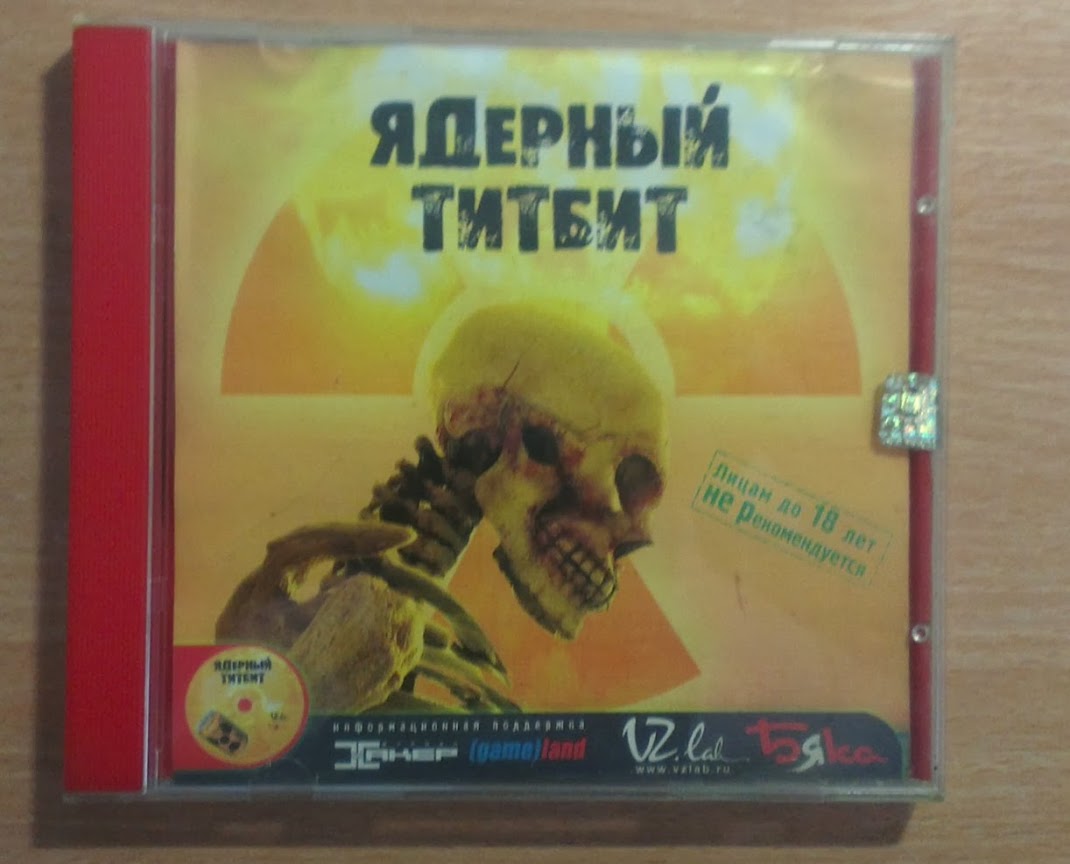 ЯДЕРНЫЙ
ТИТБИТ
Лицам до 18 лет
не Рекомендуется
ЯДЕРНЫЙ
ТИТБИТ
информационная поддержка
ХАКЕР (game)land
VZ.lab
www.vzlab.ru
Бяка